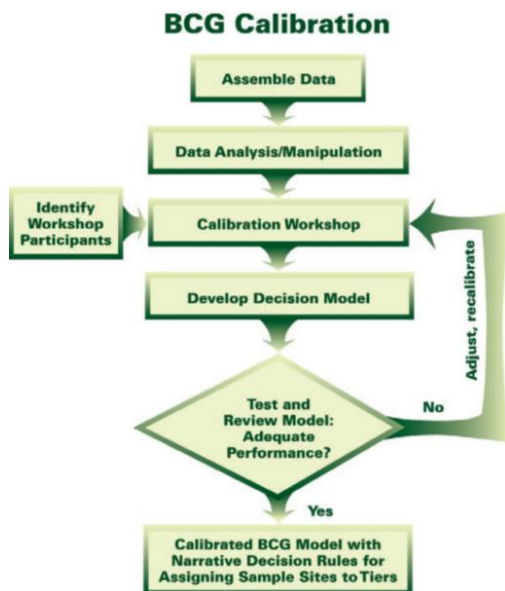 BCG Calibration
Assemble Data
Data Analysis/Manipulation
Identify
Workshop
Participants
Calibration Workshop
Develop Decision Model
Adjust, recalibrate
Test and
Review Model:
Adequate
Performance?
No
Yes
Calibrated BCG Model with
Narrative Decision Rules for
Assigning Sample Sites to Tiers